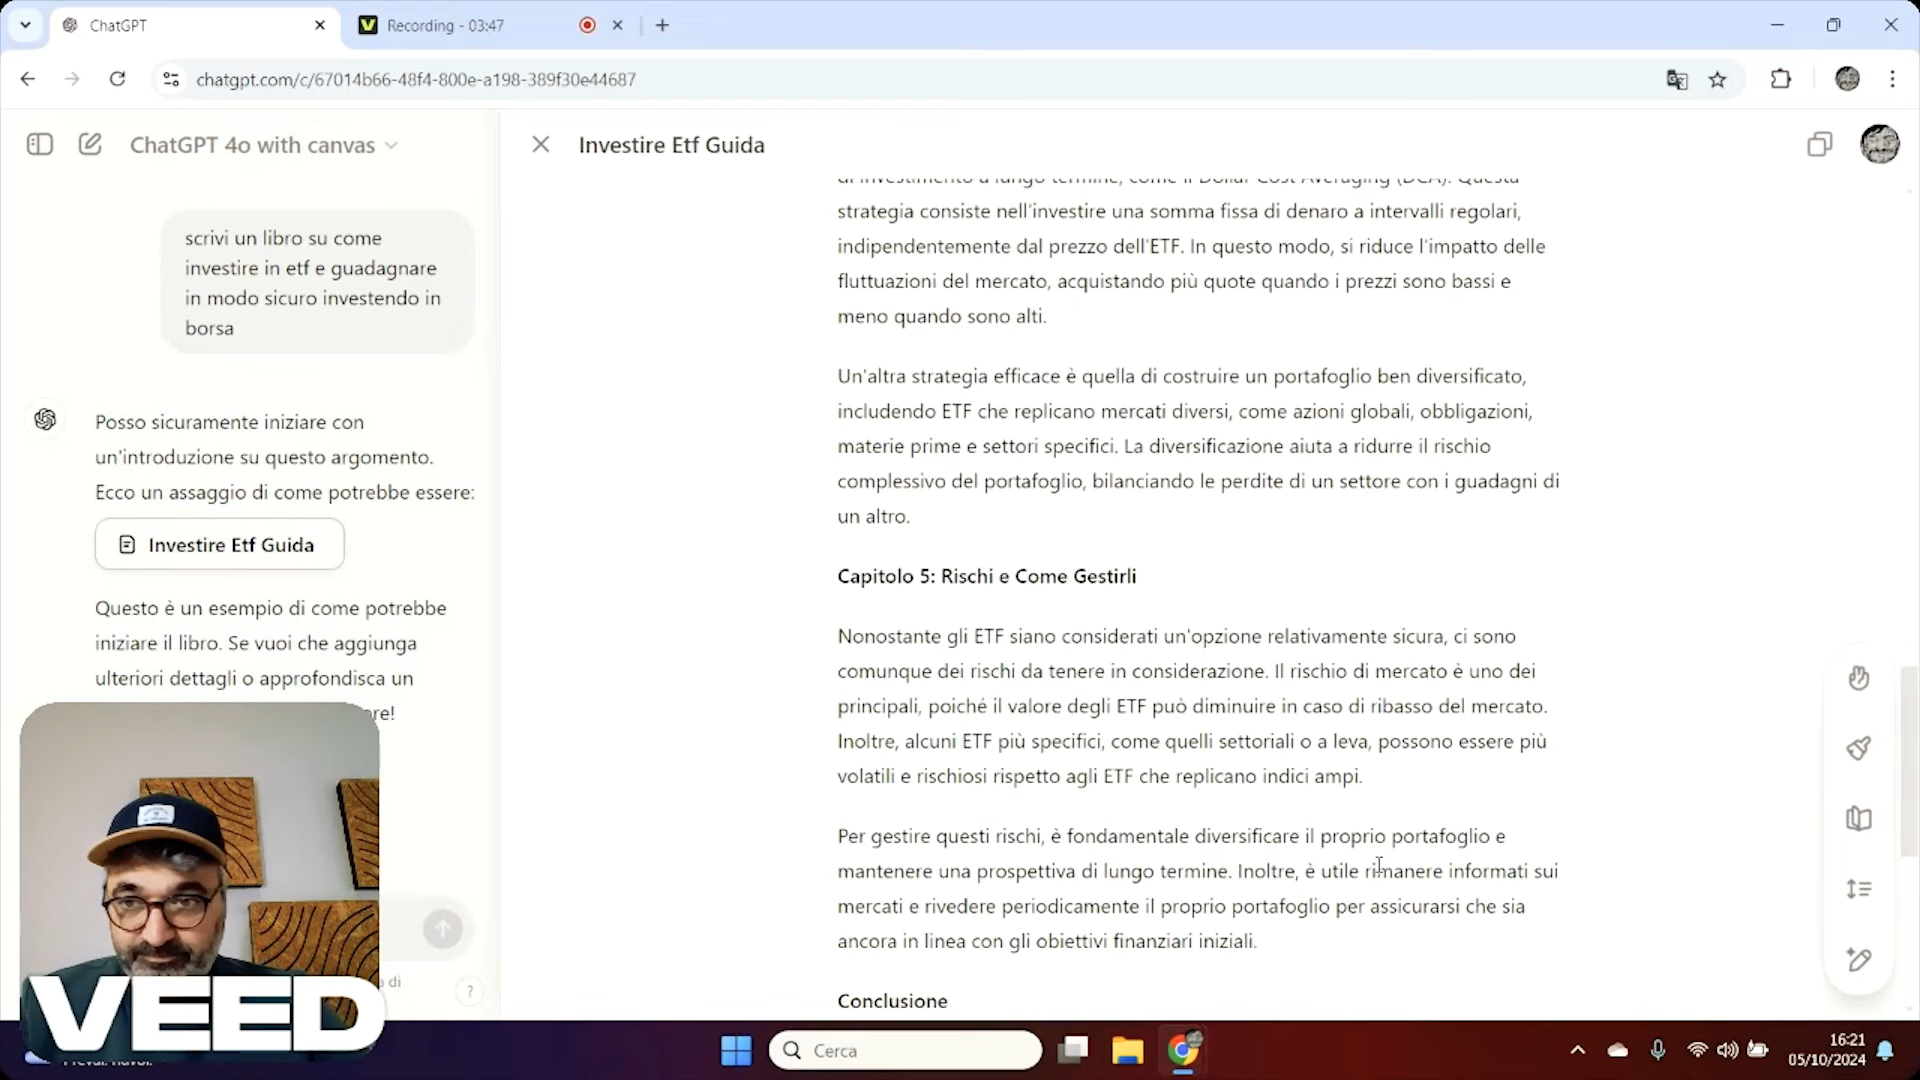 ChatGPT
Recording - 03:47
chatgpt.com/c/67014b66-48f4-800e-a198-389f30e44687
ChatGPT 4o with canvas
scrivi un libro su come
investire in etf e guadagnare
in modo sicuro investendo in
borsa
Posso sicuramente iniziare con
un'introduzione su questo argomento.
Ecco un assaggio di come potrebbe essere:
Investire Etf Guida
Questo è un esempio di come potrebbe
iniziare il libro. Se vuoi che aggiunga
ulteriori dettagli o approfondisca un
re!
a di
?
Investire Etf Guida
di investimento a lungo termine, come il Dollar Cost Averaging (DCA). Questa
strategia consiste nell'investire una somma fissa di denaro a intervalli regolari,
indipendentemente dal prezzo dell'ETF. In questo modo, si riduce l'impatto delle
fluttuazioni del mercato, acquistando più quote quando i prezzi sono bassi e
meno quando sono alti.
Un'altra strategia efficace è quella di costruire un portafoglio ben diversificato,
includendo ETF che replicano mercati diversi, come azioni globali, obbligazioni,
materie prime e settori specifici. La diversificazione aiuta a ridurre il rischio
complessivo del portafoglio, bilanciando le perdite di un settore con i guadagni di
un altro.
Capitolo 5: Rischi e Come Gestirli
Nonostante gli ETF siano considerati un'opzione relativamente sicura, ci sono
comunque dei rischi da tenere in considerazione. Il rischio di mercato è uno dei
principali, poiché il valore degli ETF può diminuire in caso di ribasso del mercato.
Inoltre, alcuni ETF più specifici, come quelli settoriali o a leva, possono essere più
volatili e rischiosi rispetto agli ETF che replicano indici ampi.
Per gestire questi rischi, è fondamentale diversificare il proprio portafoglio e
mantenere una prospettiva di lungo termine. Inoltre, è utile rimanere informati sui
mercati e rivedere periodicamente il proprio portafoglio per assicurarsi che sia
ancora in linea con gli obiettivi finanziari iniziali.
Conclusione
VEED
Cerca
16:21
05/10/2024